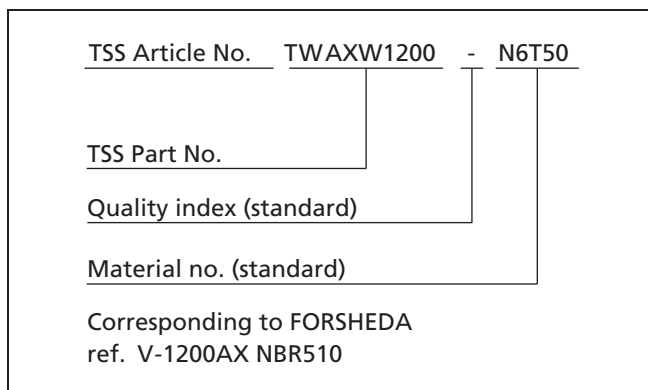 TSS Article No. TWAXW1200 - N6T50
TSS Part No.
Quality index (standard)
Material no. (standard)
Corresponding to FORSHEDA
ref. V-1200AX NBR510